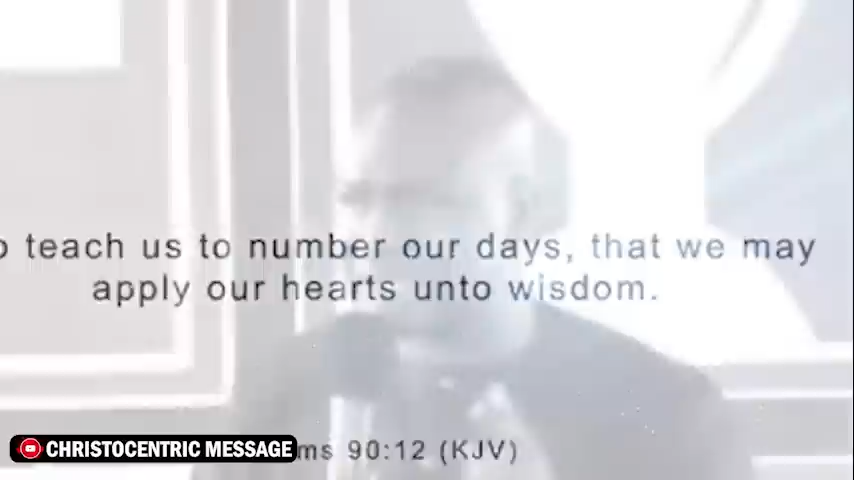 teach us to number our days, that we may
apply our hearts unto wisdom.
90:12 (KJV)
CHRISTOCENTRIC MESSAGE